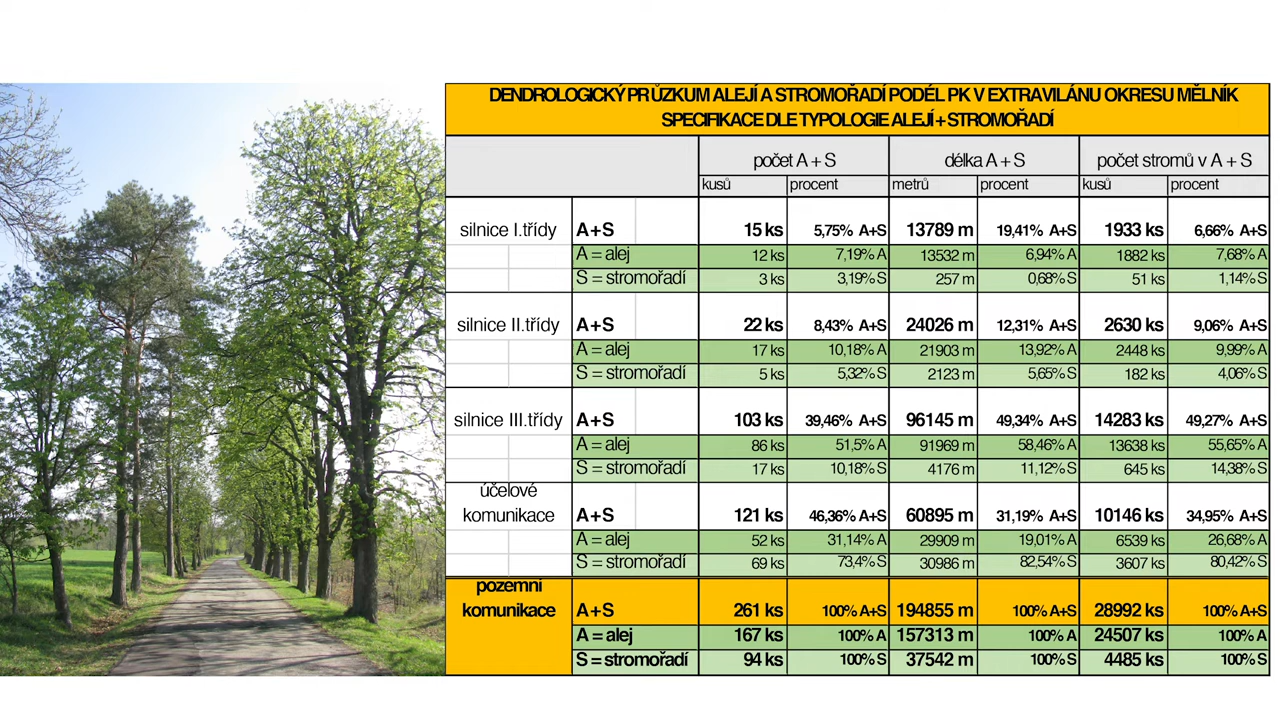 DENDROLOGICKÝ PRŮZKUM ALEJÍ A STROMOŘADÍ PODÉL PK V EXTRAVILÁNU OKRESU MĚLNÍK
SPECIFIKACE DLE TYPOLOGIE ALEJÍ + STROMOŘADÍ
počet A + S délka A + S počet stromů v A + S
kusů procent metrů procent kusů procent
silnice I.třídy A+S 15 ks 5,75% A+S 13789 m 19,41% A+S 1933 ks 6,66% A+S
A = alej 12 ks 7,19% A 13532 m 6,94% A 1882 ks 7,68% A
S = stromořadí 3 ks 3,19% S 257 m 0,68% S 51 ks 1,14% S
silnice II.třídy A+S 22 ks 8,43% A+S 24026 m 12,31% A+S 2630 ks 9,06% A+S
A = alej 17 ks 10,18% A 21903 m 13,92% A 2448 ks 9,99% A
S = stromořadí 5 ks 5,32% S 2123 m 5,65% S 182 ks 4,06% S
silnice III.třídy A+S 103 ks 39,46% A+S 96145 m 49,34% A+S 14283 ks 49,27% A+S
A = alej 86 ks 51,5% A 91969 m 58,46% A 13638 ks 55,65% A
S = stromořadí 17 ks 10,18% S 4176 m 11,12% S 645 ks 14,38% S
účelové
komunikace A+S 121 ks 46,36% A+S 60895 m 31,19% A+S 10146 ks 34,95% A+S
A = alej 52 ks 31,14% A 29909 m 19,01% A 6539 ks 26,68% A
S = stromořadí 69 ks 73,4% S 30986 m 82,54% S 3607 ks 80,42% S
pozemní
komunikace A+S 261 ks 100% A+S 194855 m 100% A+S 28992 ks 100% A+S
A = alej 167 ks 100% A 157313 m 100% A 24507 ks 100% A
S = stromořadí 94 ks 100% S 37542 m 100% S 4485 ks 100% S